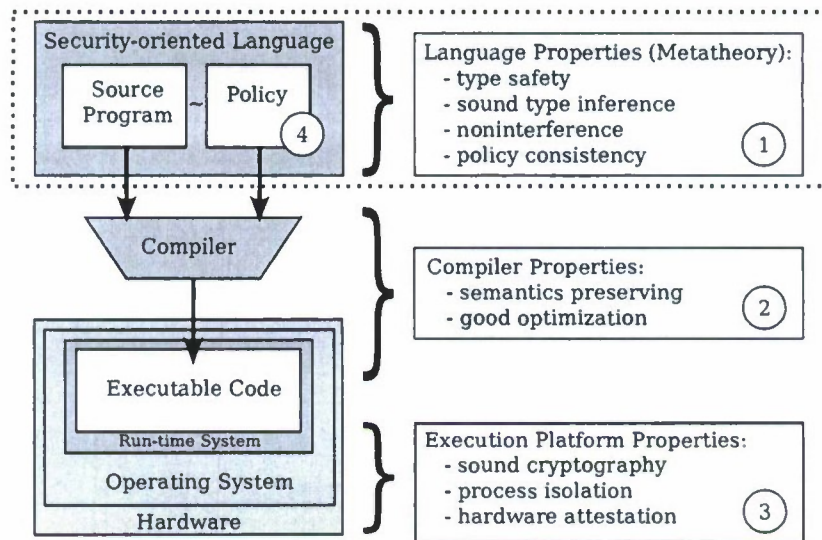 Security-oriented Language
Source
Program
~
Policy
4
Language Properties (Metatheory):
- type safety
- sound type inference
- noninterference
- policy consistency
1
Compiler
Compiler Properties:
- semantics preserving
- good optimization
2
Executable Code
Run-time System
Operating System
Hardware
Execution Platform Properties:
- sound cryptography
- process isolation
- hardware attestation
3